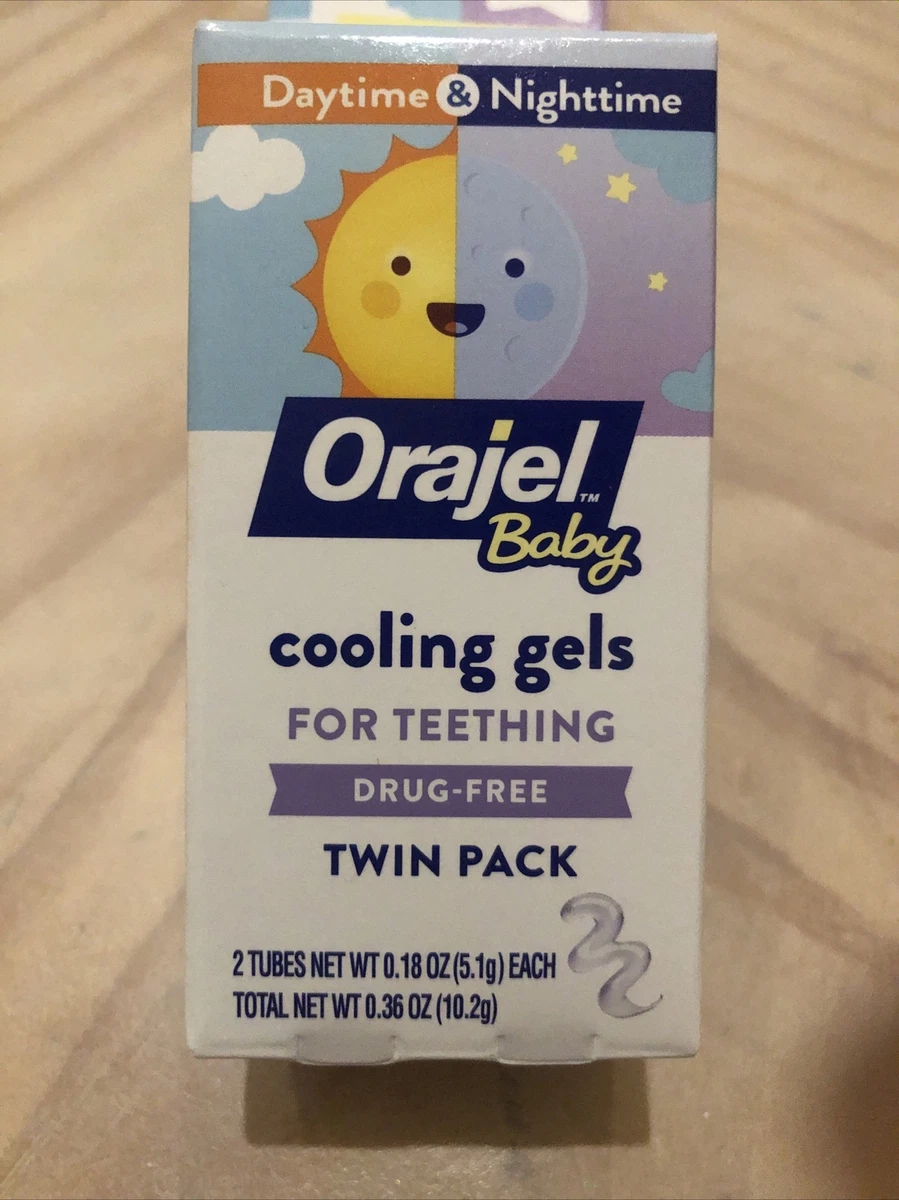 Daytime & Nighttime
Orajel™
Baby
cooling gels
FOR TEETHING
DRUG-FREE
TWIN PACK
2 TUBES NET WT 0.18 OZ (5.1g) EACH
TOTAL NET WT 0.36 OZ (10.2g)